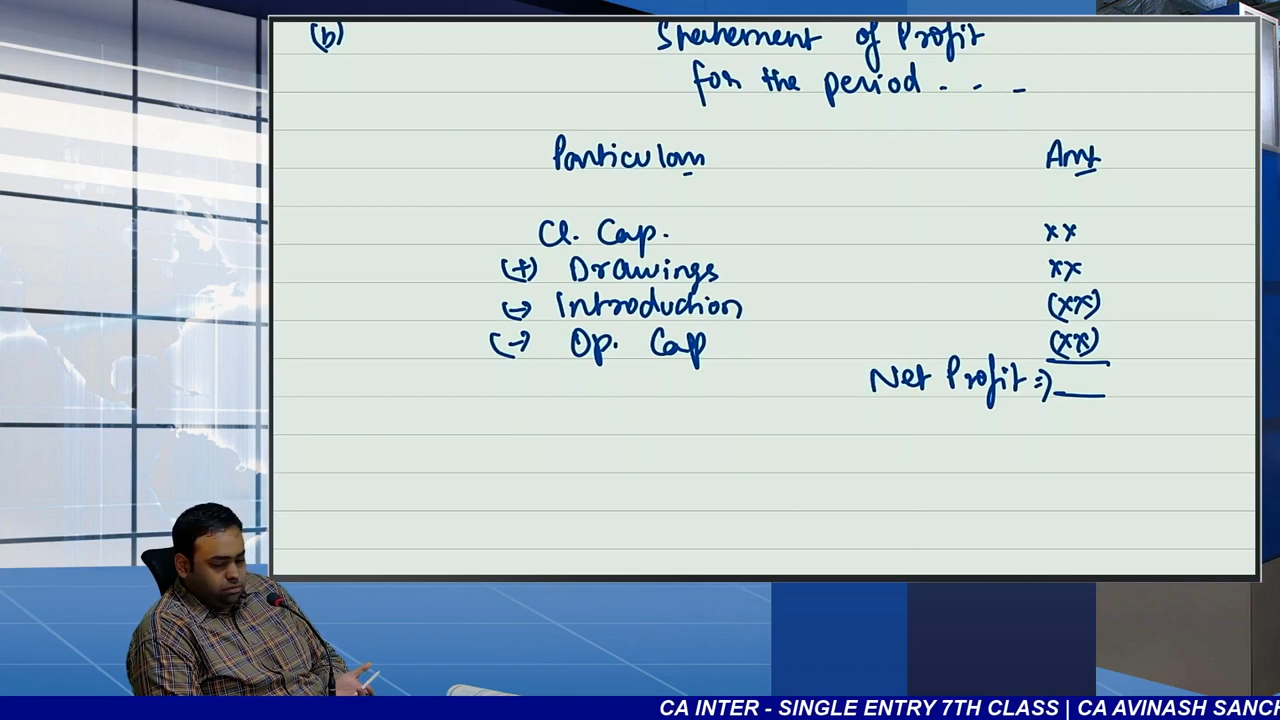 (b) Statement of Profit
for the period . . -
Particulars Amt
Cl. Cap. xx
(+) Drawings xx
(-) Introduction (xx)
(-) Op. Cap (xx)
Net Profit =>
CA INTER - SINGLE ENTRY 7TH CLASS | CA AVINASH SANCH